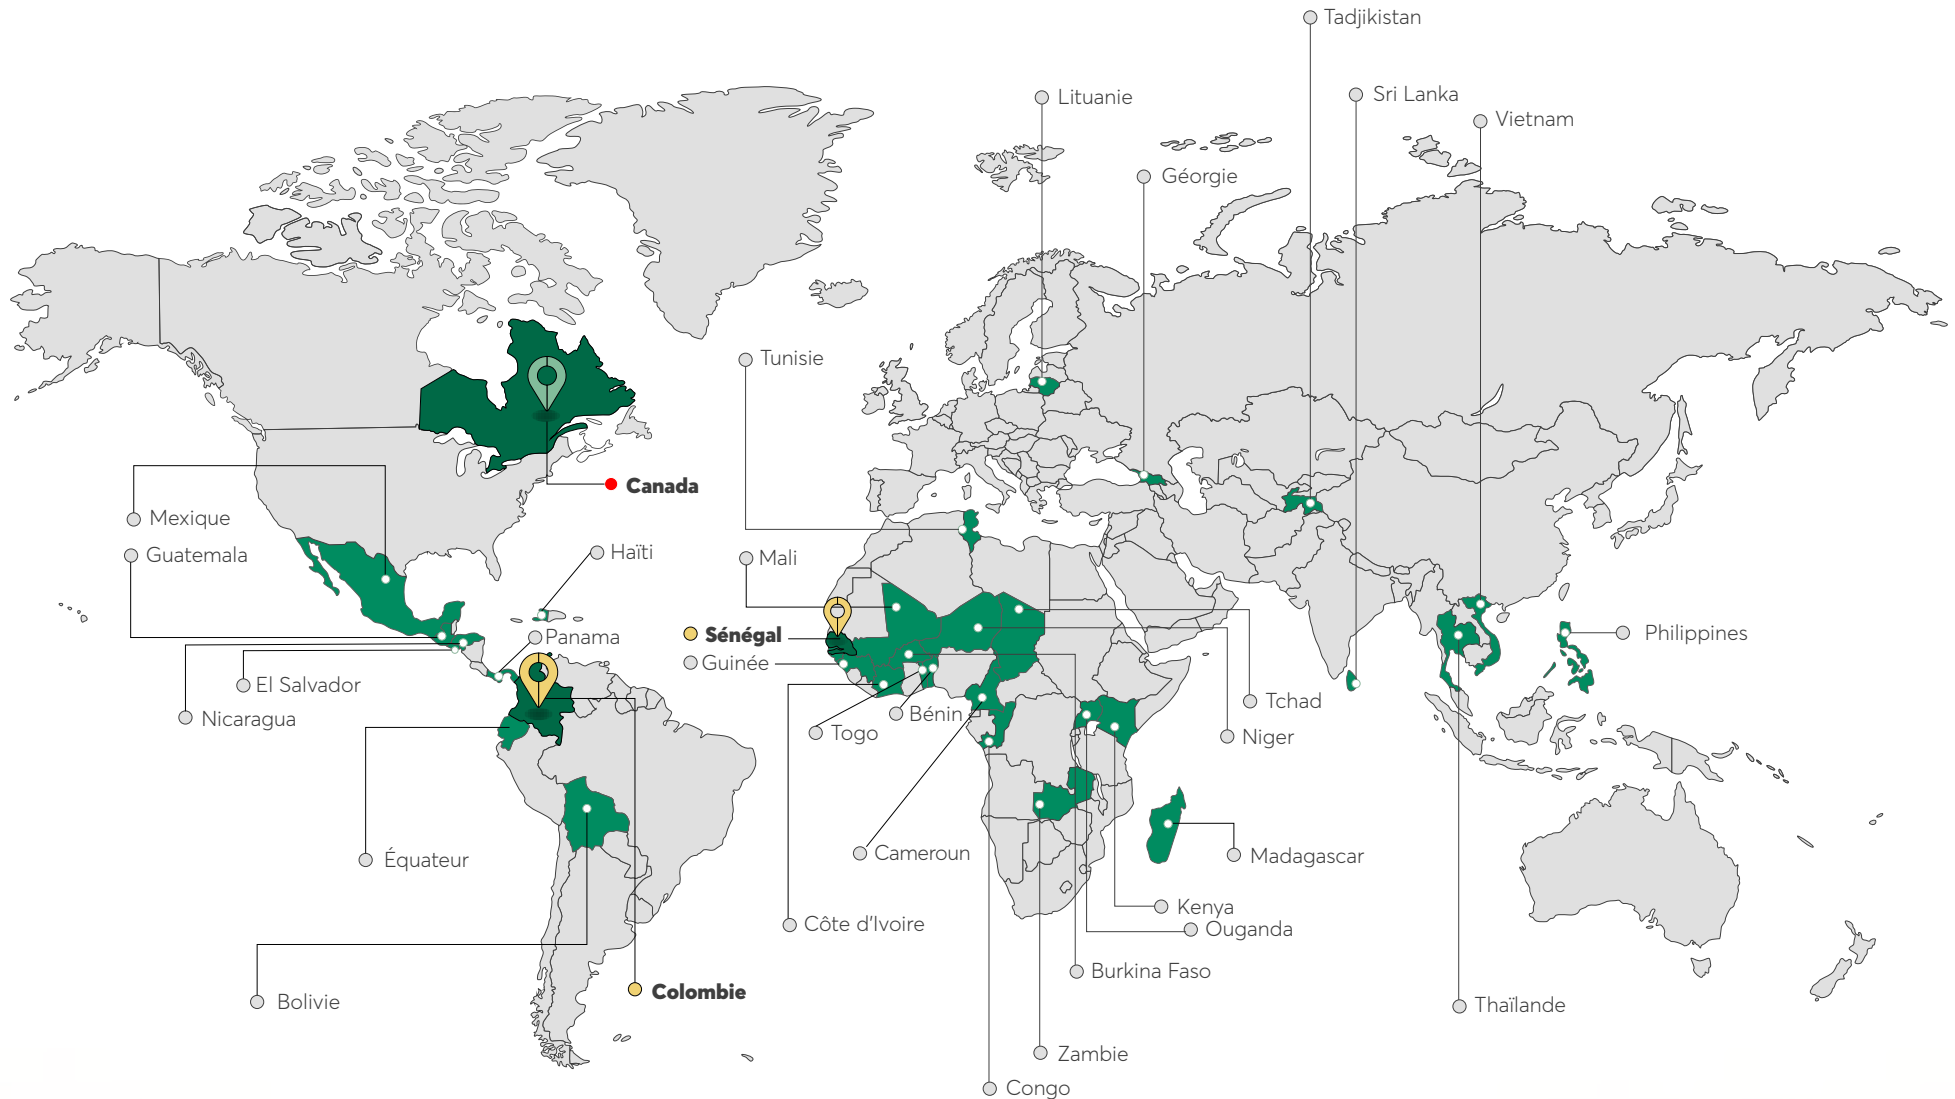 Tadjikistan
Lituanie
Sri Lanka
Vietnam
Géorgie
Tunisie
Canada
Mexique
Guatemala
Haïti
Mali
Panama
Sénégal
Guinée
Philippines
El Salvador
Nicaragua
Tchad
Bénin
Togo
Niger
Équateur
Cameroun
Madagascar
Kenya
Côte d'Ivoire
Ouganda
Burkina Faso
Colombie
Bolivie
Thaïlande
Zambie
Congo